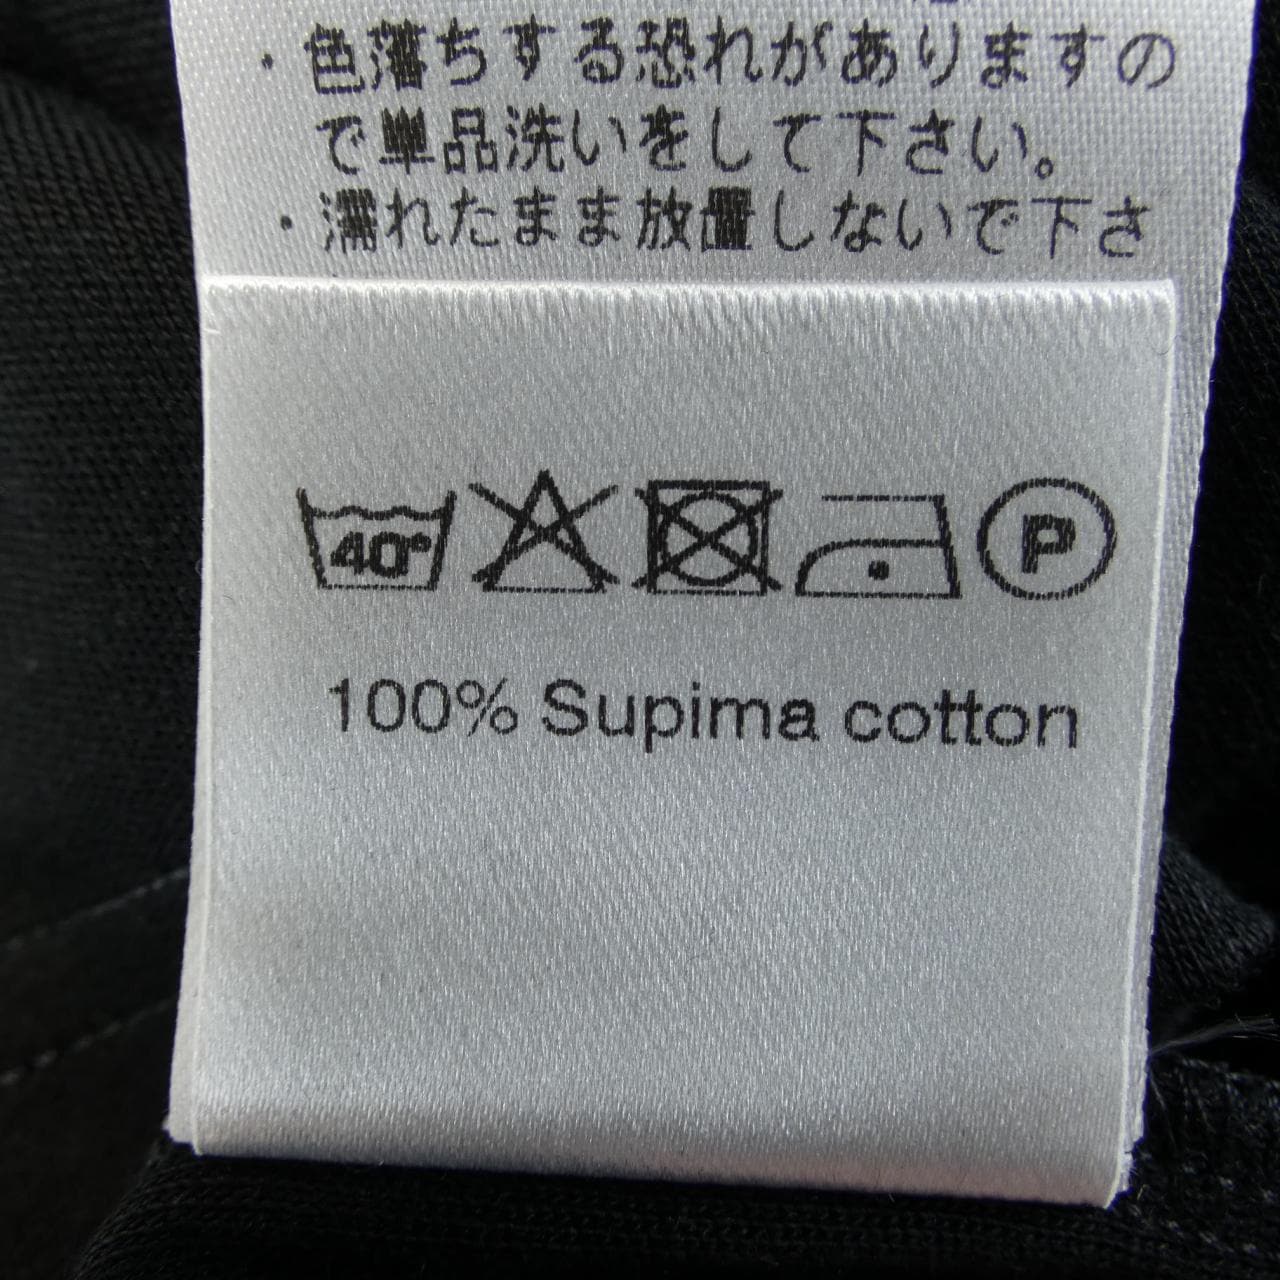 ・色落ちする恐れがありますの
で単品洗いをして下さい。
・濡れたまま放置しないで下さ
40°
P
100% Supima cotton